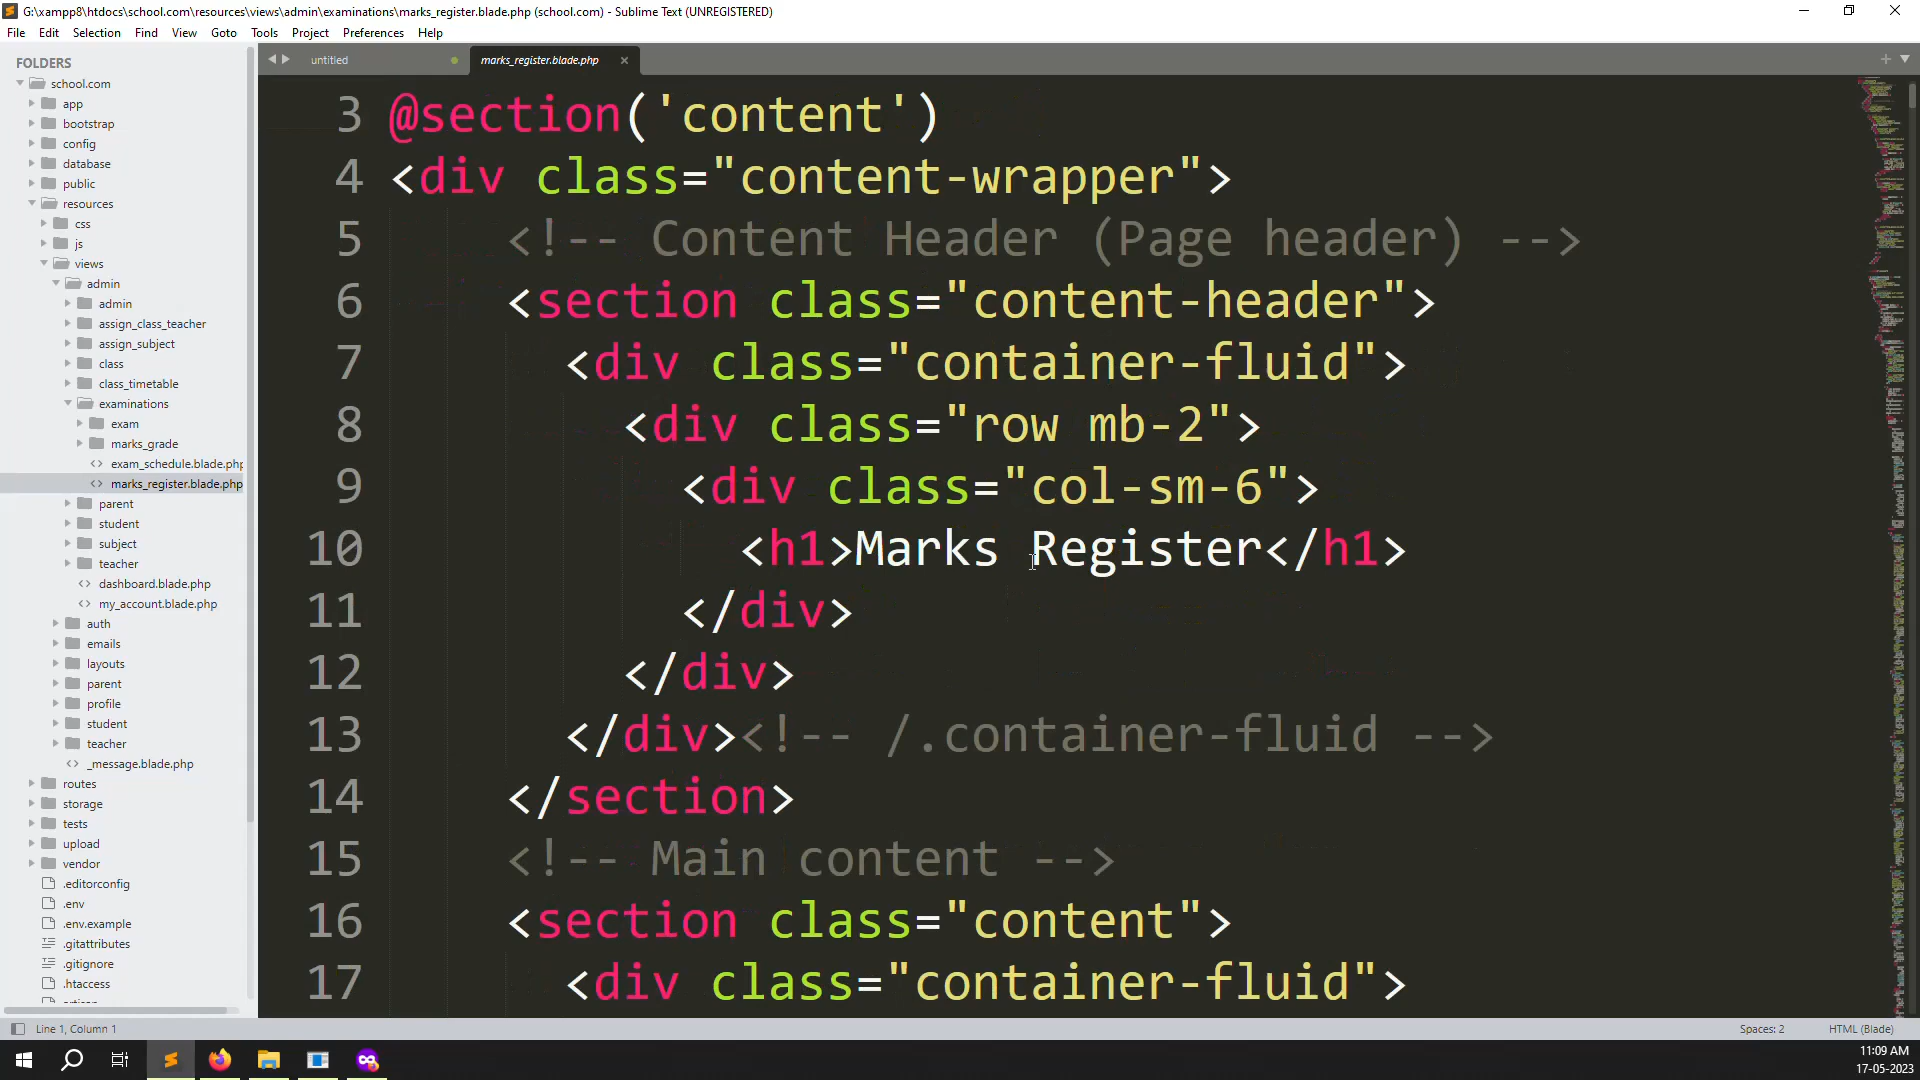 G:\xampp8\htdocs\school.com\resources\views\admin\examinations\marks_register.blade.php (school.com) - Sublime Text (UNREGISTERED)
File Edit Selection Find View Goto Tools Project Preferences Help
FOLDERS
school.com
app
bootstrap
config
database
public
resources
css
js
views
admin
admin
assign_class_teacher
assign_subject
class
class_timetable
examinations
exam
marks_grade
exam_schedule.blade.php
marks_register.blade.php
parent
student
subject
teacher
dashboard.blade.php
my_account.blade.php
auth
emails
layouts
parent
profile
student
teacher
_message.blade.php
routes
storage
tests
upload
vendor
.editorconfig
.env
.env.example
.gitattributes
.gitignore
.htaccess
untitled
marks_register.blade.php
3 @section('content')
4 <div class="content-wrapper">
5 <!-- Content Header (Page header) -->
6 <section class="content-header">
7 <div class="container-fluid">
8 <div class="row mb-2">
9 <div class="col-sm-6">
10 <h1>Marks Register</h1>
11 </div>
12 </div>
13 </div><!-- /.container-fluid -->
14 </section>
15 <!-- Main content -->
16 <section class="content">
17 <div class="container-fluid">
Line 1, Column 1
Spaces: 2
HTML (Blade)
11:09 AM
17-05-2023